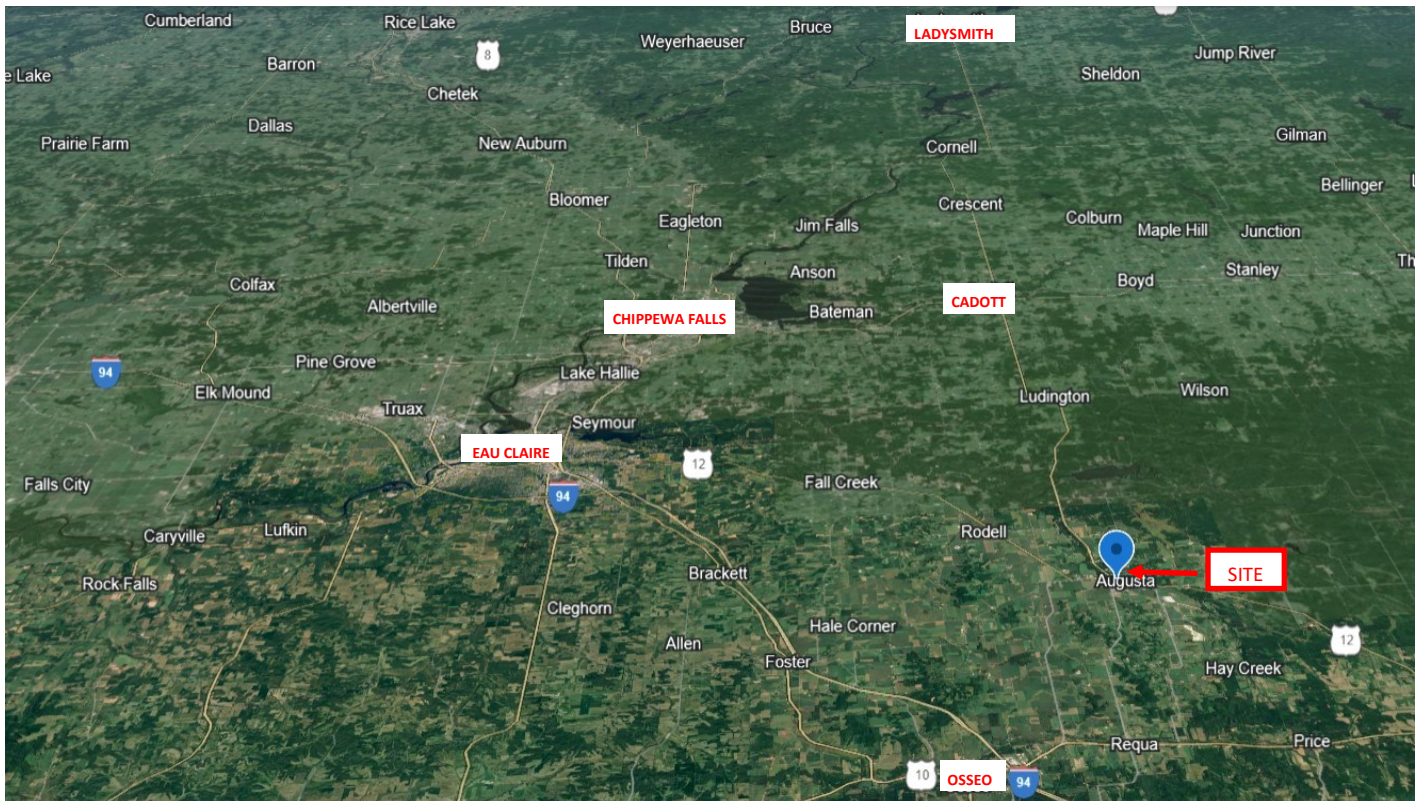 Cumberland
Rice Lake
Bruce
LADYSMITH
Weyerhaeuser
8
Jump River
Barron
e Lake
Sheldon
Chetek
Dallas
Gilman
Prairie Farm
New Auburn
Cornell
Bellinger
Bloomer
Crescent
Eagleton
Jim Falls
Colburn
Maple Hill
Junction
Tilden
Th
Anson
Stanley
Colfax
Boyd
CADOTT
Albertville
Bateman
CHIPPEWA FALLS
Pine Grove
94
Lake Hallie
Elk Mound
Wilson
Ludington
Truax
Seymour
EAU CLAIRE
12
Fall Creek
Falls City
94
Lufkin
Rodell
Caryville
Brackett
SITE
Augusta
Rock Falls
Cleghorn
Hale Corner
12
Allen
Foster
Hay Creek
Requa
Price
10
OSSEO
94